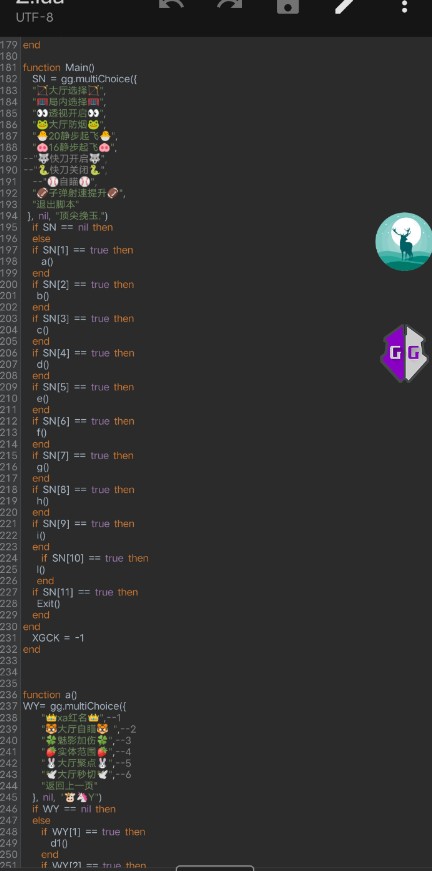 UTF-8
179 end
180
181 function Main()
182 SN = gg.multiChoice({
183 "🏹大厅选择🏹",
184 "局内选择",
185 "👀透视开启👀",
186 "🐸大厅防烟🐸",
187 "🐣20静步起飞🐣",
188 "🐽16静步起飞🐽",
189 --"🐺快刀开启🐺",
190 --"🐍快刀关闭🐍",
191 --"⚾自瞄⚾",
192 "🏈子弹射速提升🏈",
193 "退出脚本"
194 }, nil, "顶尖挽玉.")
195 if SN == nil then
196 else
197 if SN[1] == true then
198 a()
199 end
200 if SN[2] == true then
201 b()
202 end
203 if SN[3] == true then
204 c()
205 end
206 if SN[4] == true then
207 d()
208 end
209 if SN[5] == true then
210 e()
211 end
212 if SN[6] == true then
213 f()
214 end
215 if SN[7] == true then
216 g()
217 end
218 if SN[8] == true then
219 h()
220 end
221 if SN[9] == true then
222 i()
223 end
224 if SN[10] == true then
225 l()
226 end
227 if SN[11] == true then
228 Exit()
229 end
230 end
231 XGCK = -1
232 end
233
234
235
236 function a()
237 WY= gg.multiChoice({
238 "👑xa红名👑",--1
239 "🐯大厅自瞄🐯 ",--2
240 "🍀魅影加伤🍀",--3
241 "🍓实体范围🍓",--4
242 "🐰大厅聚点🐰",--5
243 "🕊大厅秒切🕊",--6
244 "返回上一页"
245 }, nil, "🐮🦄Y")
246 if WY == nil then
247 else
248 if WY[1] == true then
249 d1()
250 end
251 if WY[2] == true then
GG